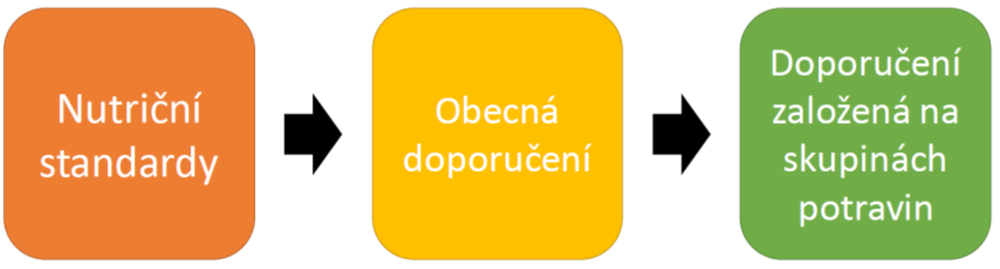 Nutriční
standardy
Obecná
doporučení
Doporučení
založená na
skupinách
potravin